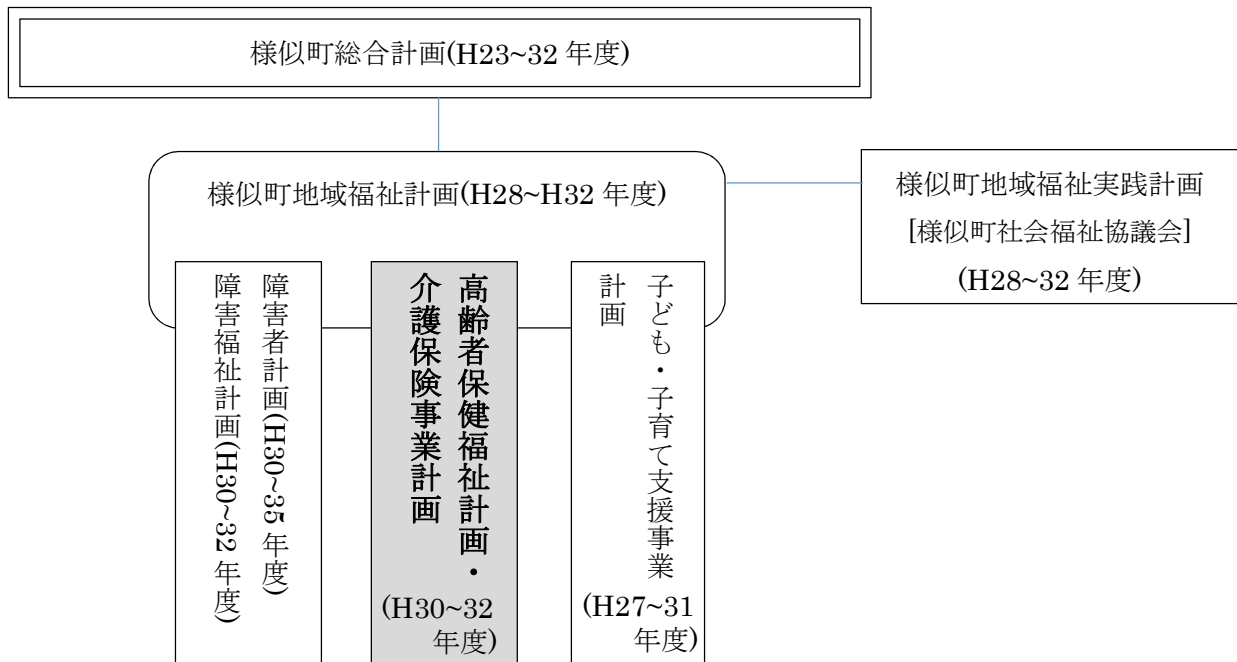 様似町総合計画(H23~32 年度)
様似町地域福祉計画(H28~H32 年度)
様似町地域福祉実践計画
[様似町社会福祉協議会]
(H28~32 年度)
障害者計画(H30~35 年度)
障害福祉計画(H30~32 年度)
高齢者保健福祉計画・
介護保険事業計画
(H30~32
年度)
子ども・子育て支援事業
計画
(H27~31
年度)